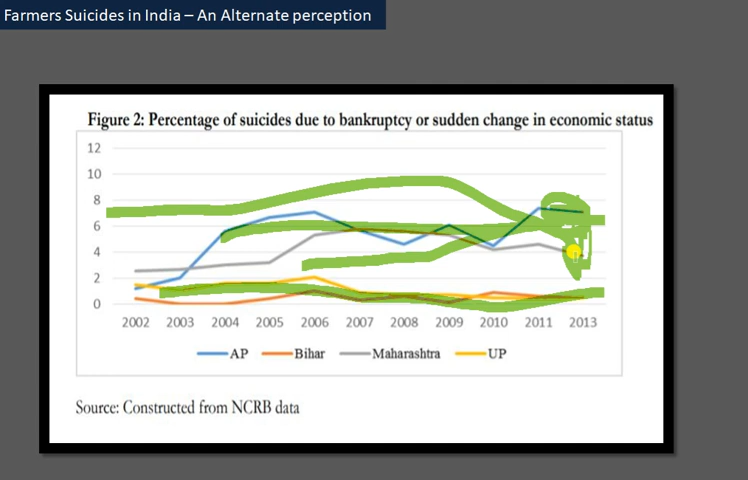 Farmers Suicides in India – An Alternate perception
Figure 2: Percentage of suicides due to bankruptcy or sudden change in economic status
12
10
8
6
4
2
0
2002 2003 2004 2005 2006 2007 2008 2009 2010 2011 2013
AP Bihar Maharashtra UP
Source: Constructed from NCRB data